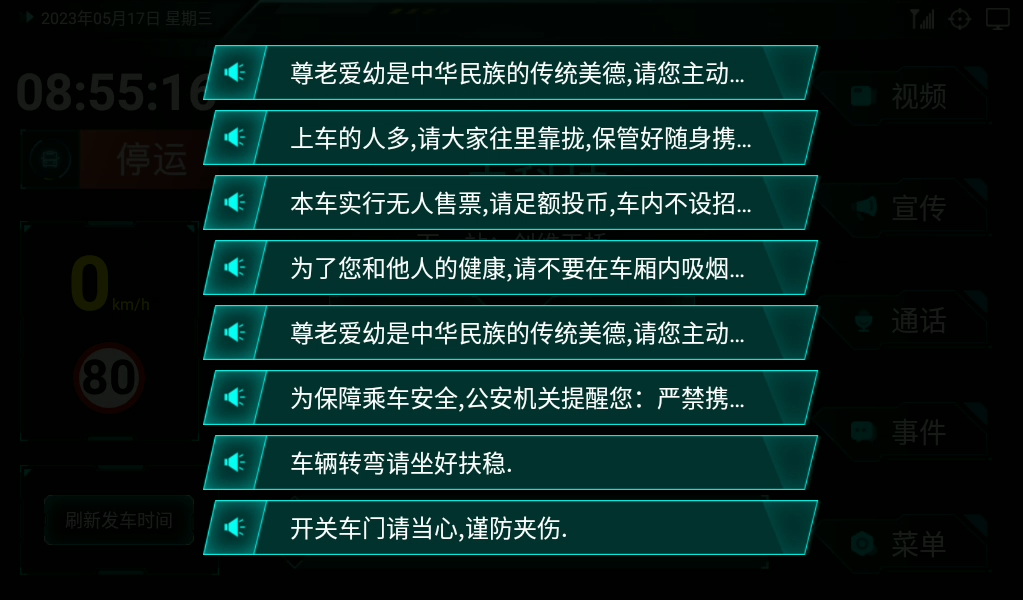 2023年05月17日 星期三
08:55:16
尊老爱幼是中华民族的传统美德,请您主动...
上车的人多,请大家往里靠拢,保管好随身携...
本车实行无人售票,请足额投币,车内不设招...
为了您和他人的健康,请不要在车厢内吸烟...
尊老爱幼是中华民族的传统美德,请您主动...
为保障乘车安全,公安机关提醒您：严禁携...
车辆转弯请坐好扶稳.
开关车门请当心,谨防夹伤.
停运
0 km/h
80
刷新发车时间
视频
宣传
通话
事件
菜单